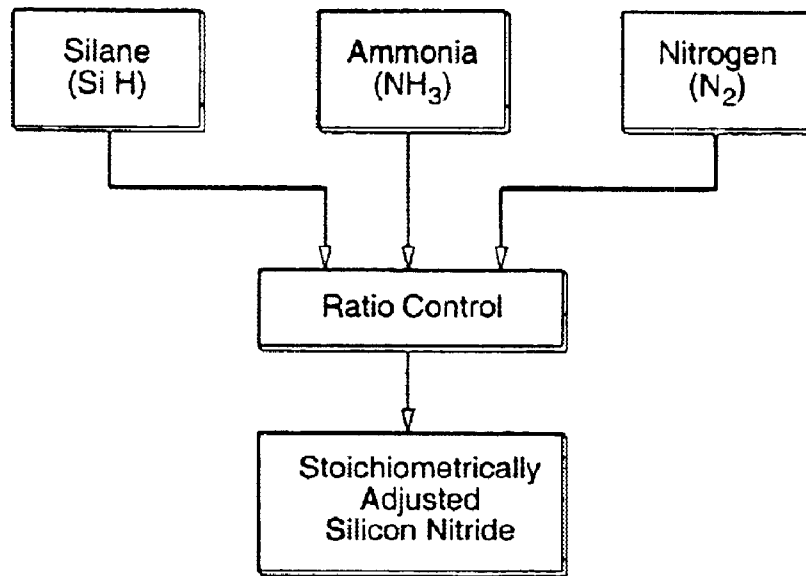 Silane
(Si H)
Ammonia
(NH₃)
Nitrogen
(N₂)
Ratio Control
Stoichiometrically
Adjusted
Silicon Nitride